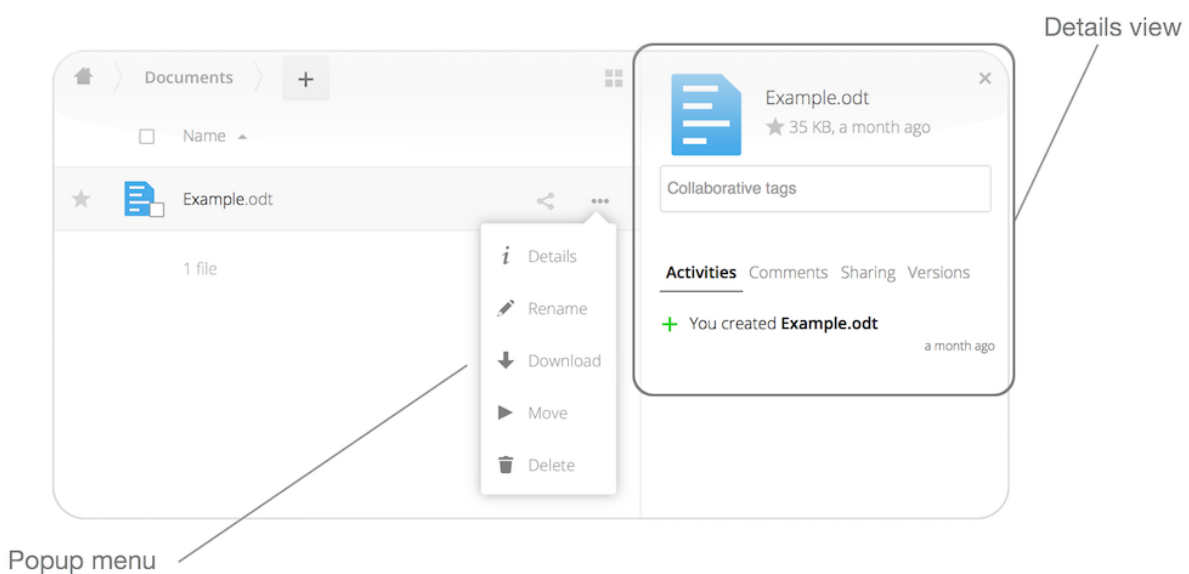 Details view
Documents
+
Name
Example.odt
1 file
Details
Rename
Download
Move
Delete
Example.odt
35 KB, a month ago
Collaborative tags
Activities Comments Sharing Versions
+ You created Example.odt
a month ago
Popup menu